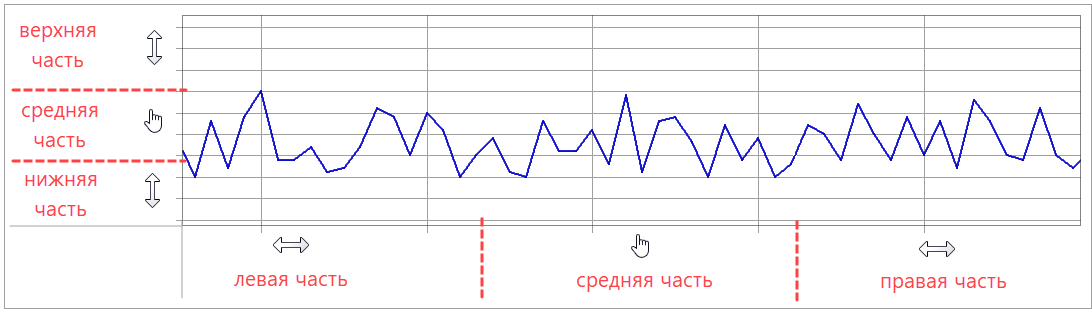 верхняя
часть
средняя
часть
нижняя
часть
левая часть
средняя часть
правая часть